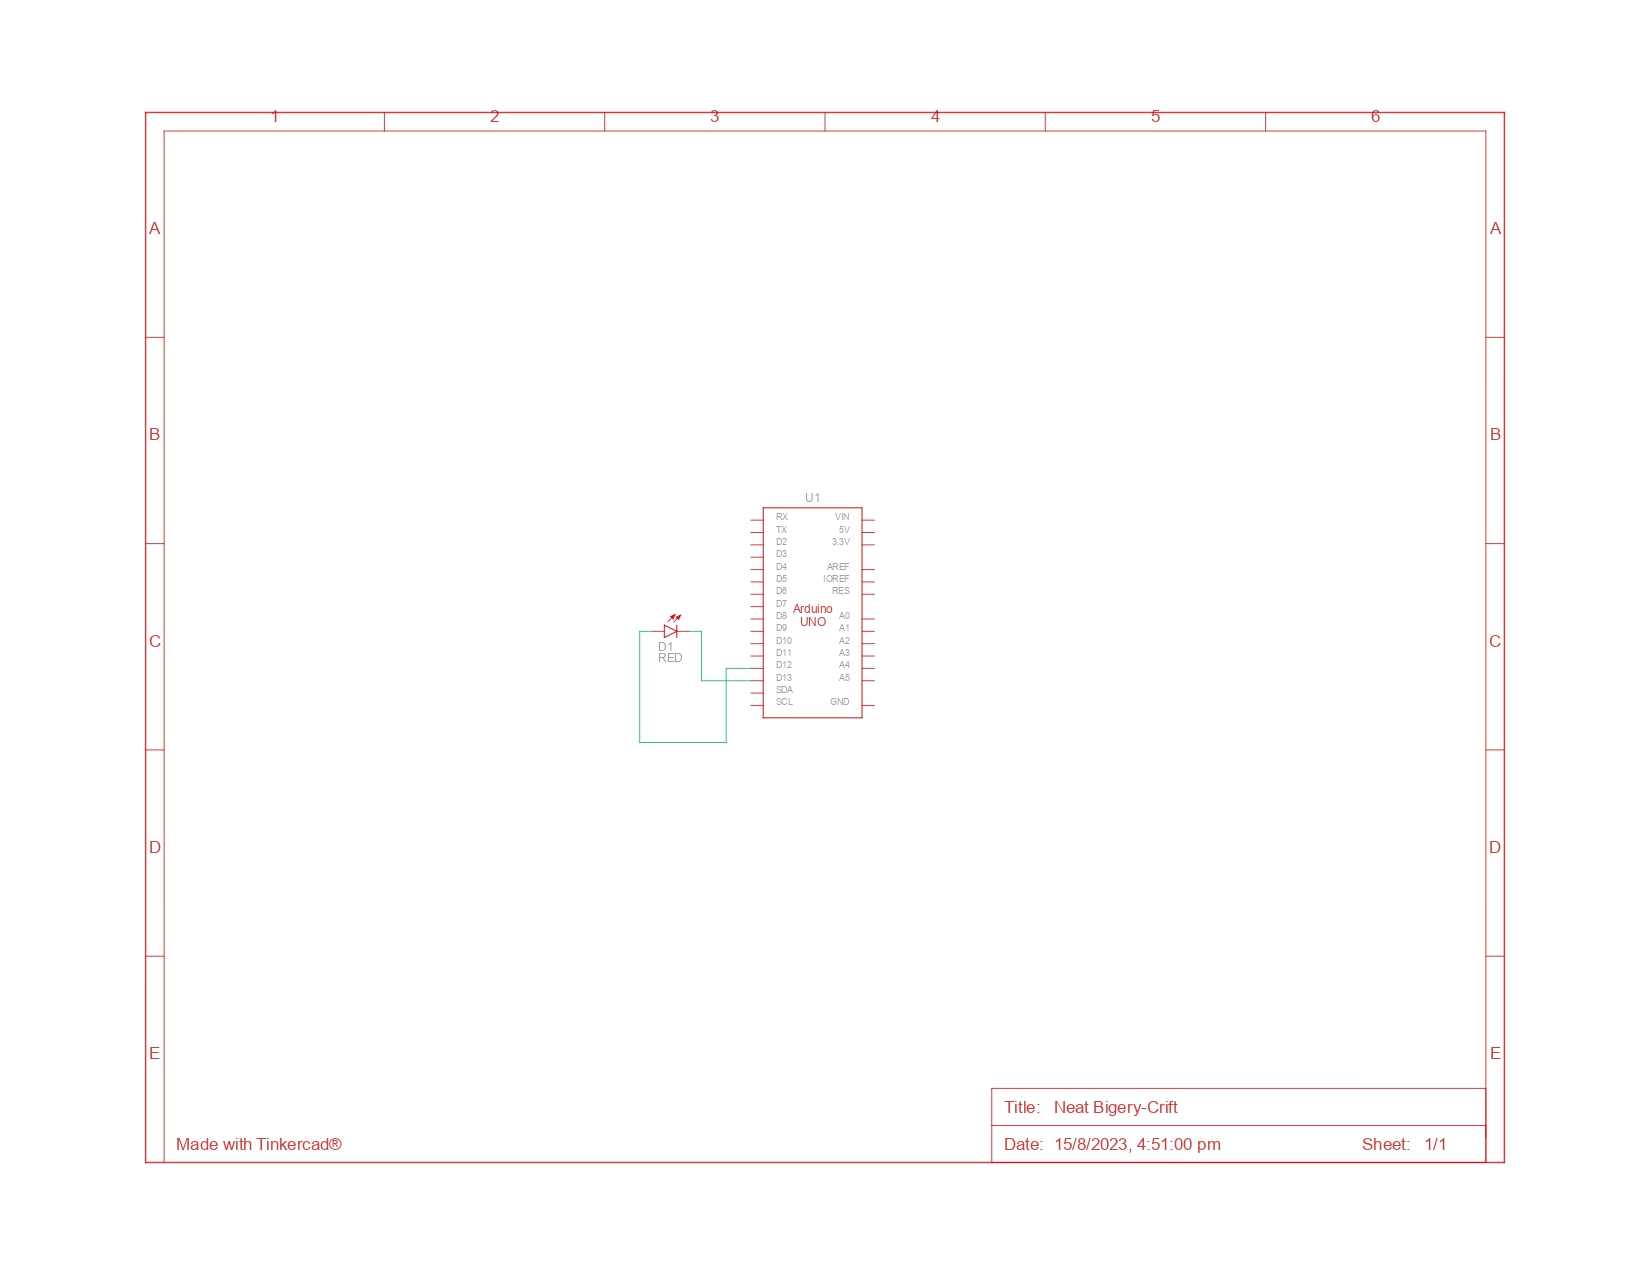 1 2 3 4 5 6
A A
B B
U1
RX VIN
TX 5V
D2 3.3V
D3
D4 AREF
D5 IOREF
D6 RES
D7
Arduino
D8 A0
UNO
D9 A1
D10 A2
C C
D1
D11 A3
RED
D12 A4
D13 A5
SDA
SCL GND
D D
E E
Title: Neat Bigery-Crift
Made with Tinkercad®
Date: 15/8/2023, 4:51:00 pm Sheet: 1/1